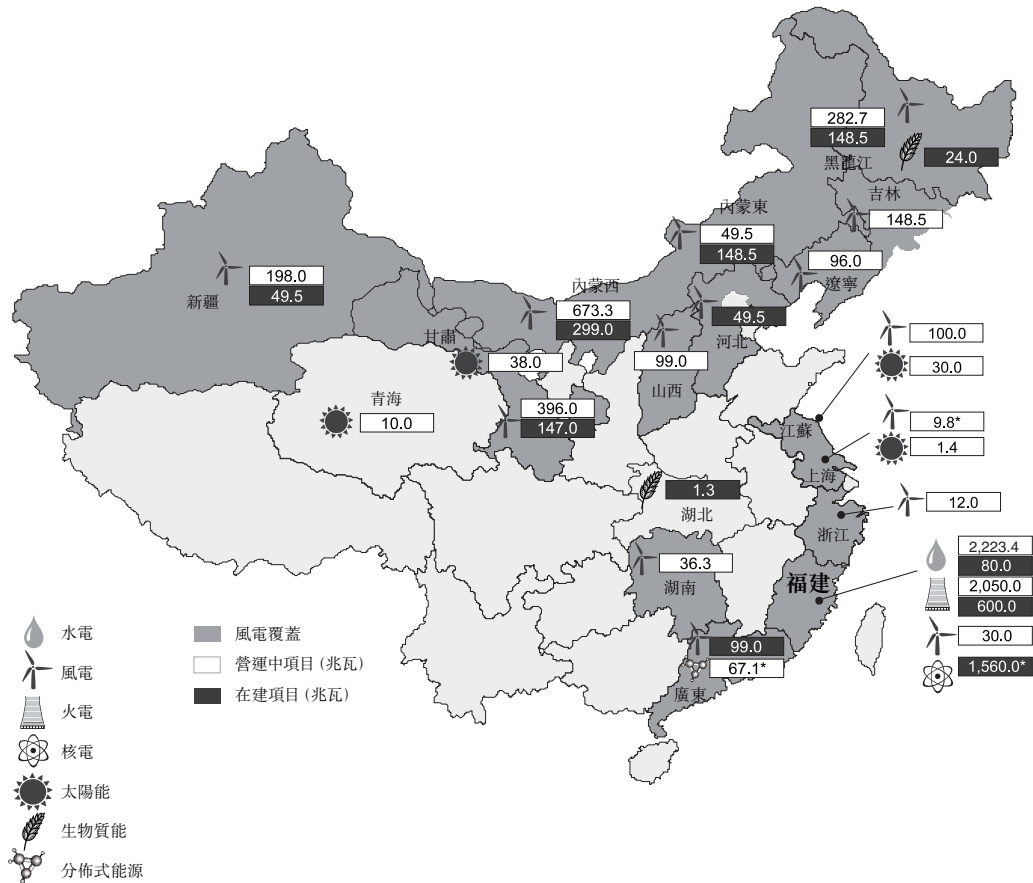 282.7
148.5
黑龍江
24.0
吉林
148.5
內蒙東
49.5
148.5
96.0
遼寧
198.0
49.5
新疆
內蒙西
673.3
299.0
49.5
河北
甘肅
38.0
99.0
山西
100.0
30.0
青海
10.0
396.0
147.0
江蘇
9.8*
1.4
上海
1.3
湖北
12.0
浙江
36.3
湖南
福建
2,223.4
80.0
2,050.0
600.0
30.0
1,560.0*
99.0
67.1*
廣東
水電
風電
火電
核電
太陽能
生物質能
分佈式能源
風電覆蓋
營運中項目 (兆瓦)
在建項目 (兆瓦)